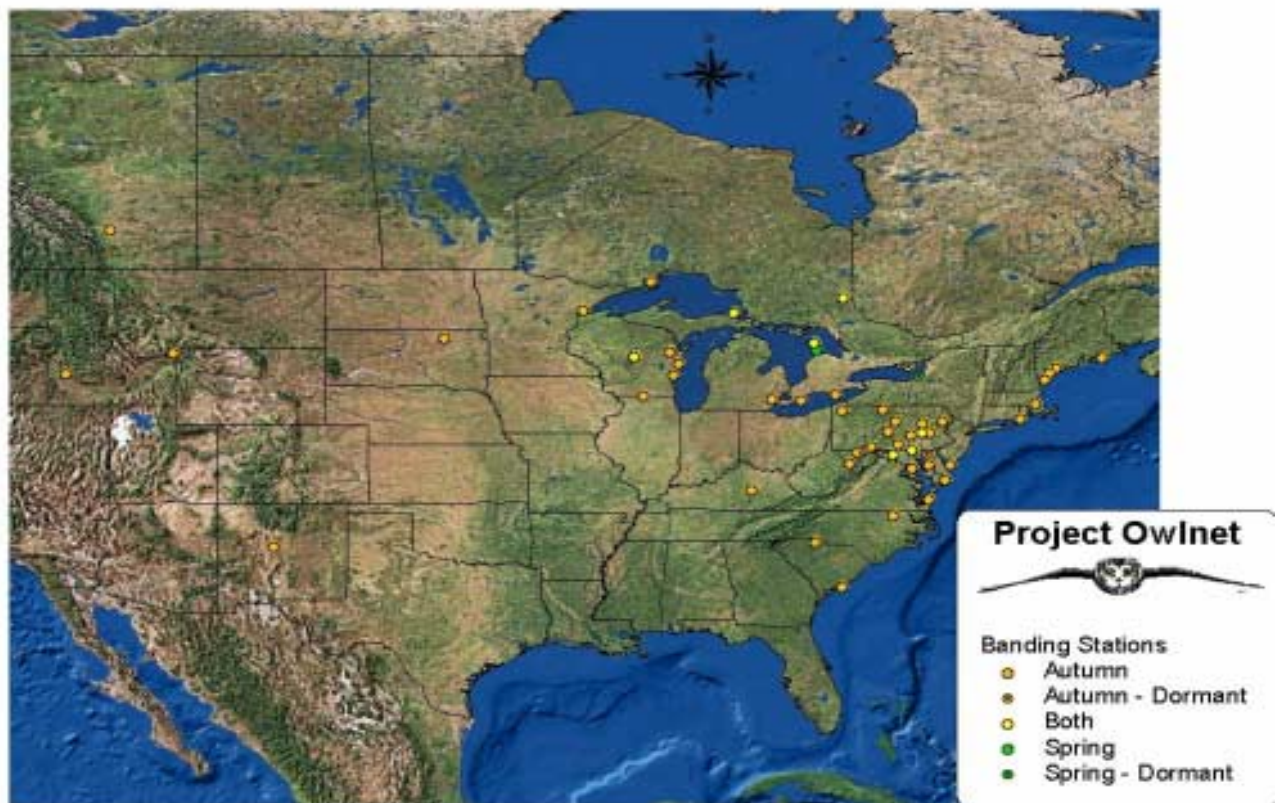 Project Owlnet
Banding Stations
Autumn
Autumn - Dormant
Both
Spring
Spring - Dormant